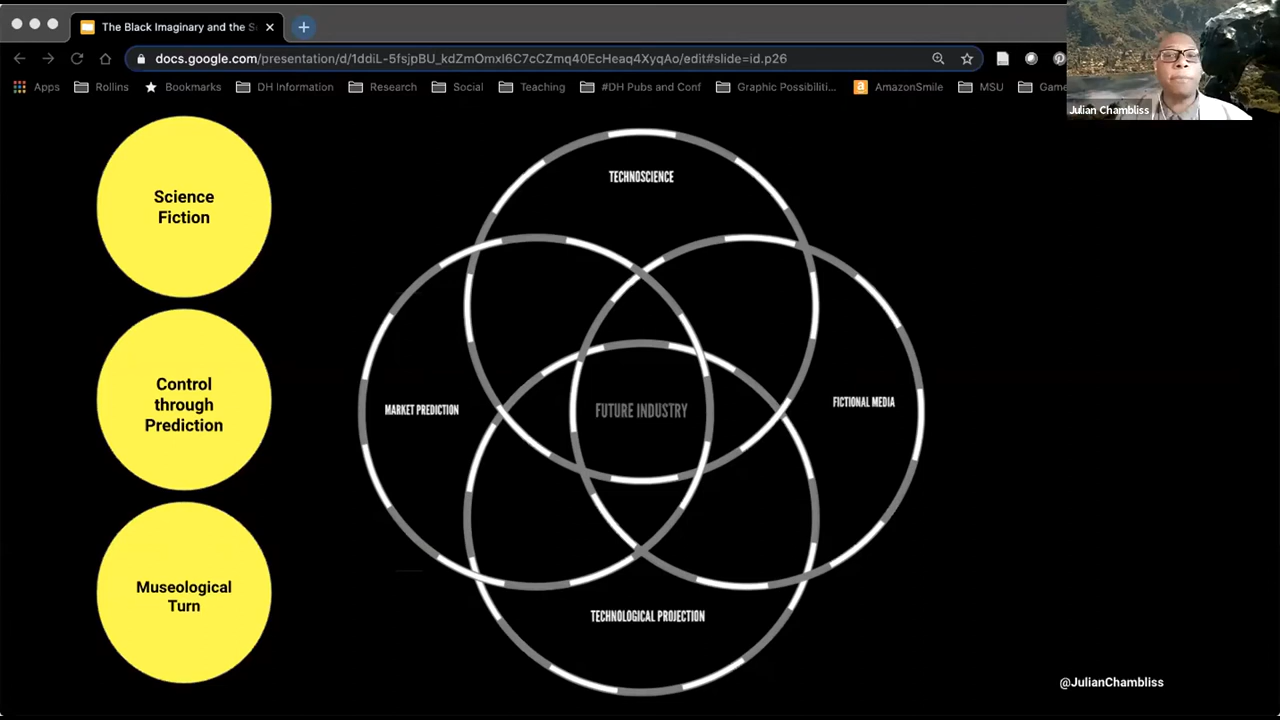 The Black Imaginary and the S
docs.google.com/presentation/d/1ddiL-5fsjpBU_kdZmOmxI6C7cCZmq40EcHeaq4XyqAo/edit#slide=id.p26
Apps Rollins Bookmarks DH Information Research Social Teaching #DH Pubs and Conf Graphic Possibiliti... AmazonSmile MSU Game
Julian Chambliss
Science
Fiction
Control
through
Prediction
Museological
Turn
TECHNOSCIENCE
MARKET PREDICTION
FUTURE INDUSTRY
FICTIONAL MEDIA
TECHNOLOGICAL PROJECTION
@JulianChambliss